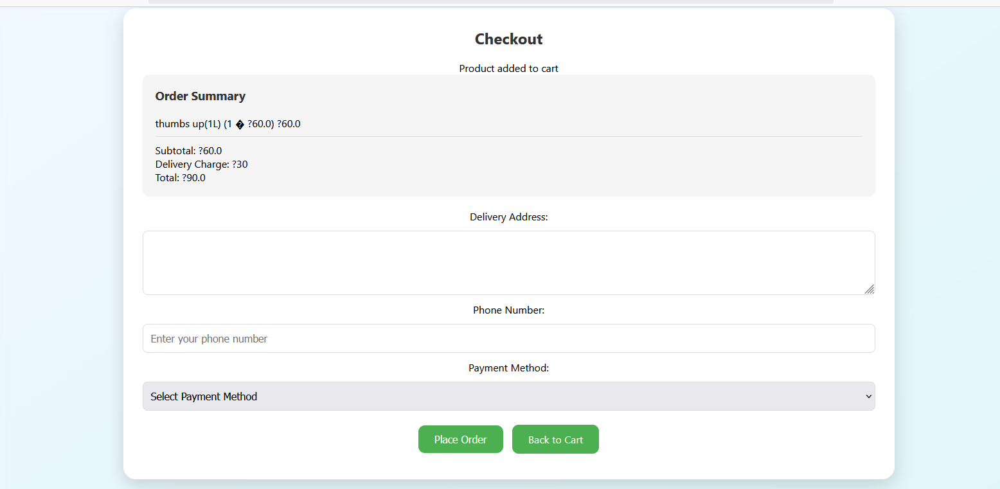 Checkout
Product added to cart
Order Summary
thumbs up(1L) (1 � ?60.0) ?60.0
Subtotal: ?60.0
Delivery Charge: ?30
Total: ?90.0
Delivery Address:
Phone Number:
Enter your phone number
Payment Method:
Select Payment Method
Place Order Back to Cart